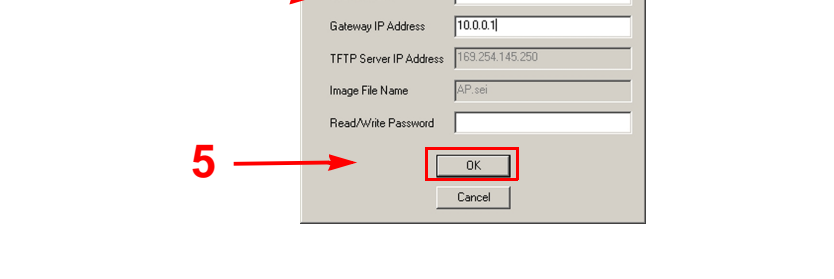 Gateway IP Address 10.0.0.1
TFTP Server IP Address 169.254.145.250
Image File Name AP.sei
Read/Write Password
5 OK
Cancel